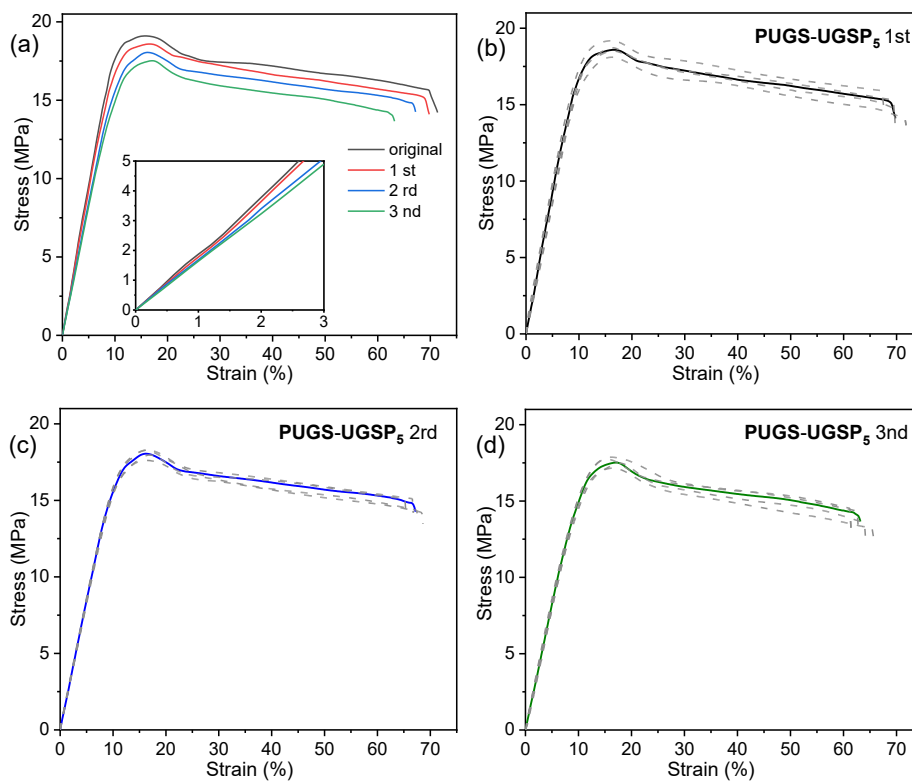 (a)
20
15
10
5
0
Stress (MPa)
0 10 20 30 40 50 60 70
Strain (%)
original
1 st
2 rd
3 nd
5
4
3
2
1
0
0 1 2 3
(b)
PUGS-UGSP5 1st
20
15
10
5
0
Stress (MPa)
0 10 20 30 40 50 60 70
Strain (%)
(c)
PUGS-UGSP5 2rd
20
15
10
5
0
Stress (MPa)
0 10 20 30 40 50 60 70
Strain (%)
(d)
PUGS-UGSP5 3nd
20
15
10
5
0
Stress (MPa)
0 10 20 30 40 50 60 70
Strain (%)